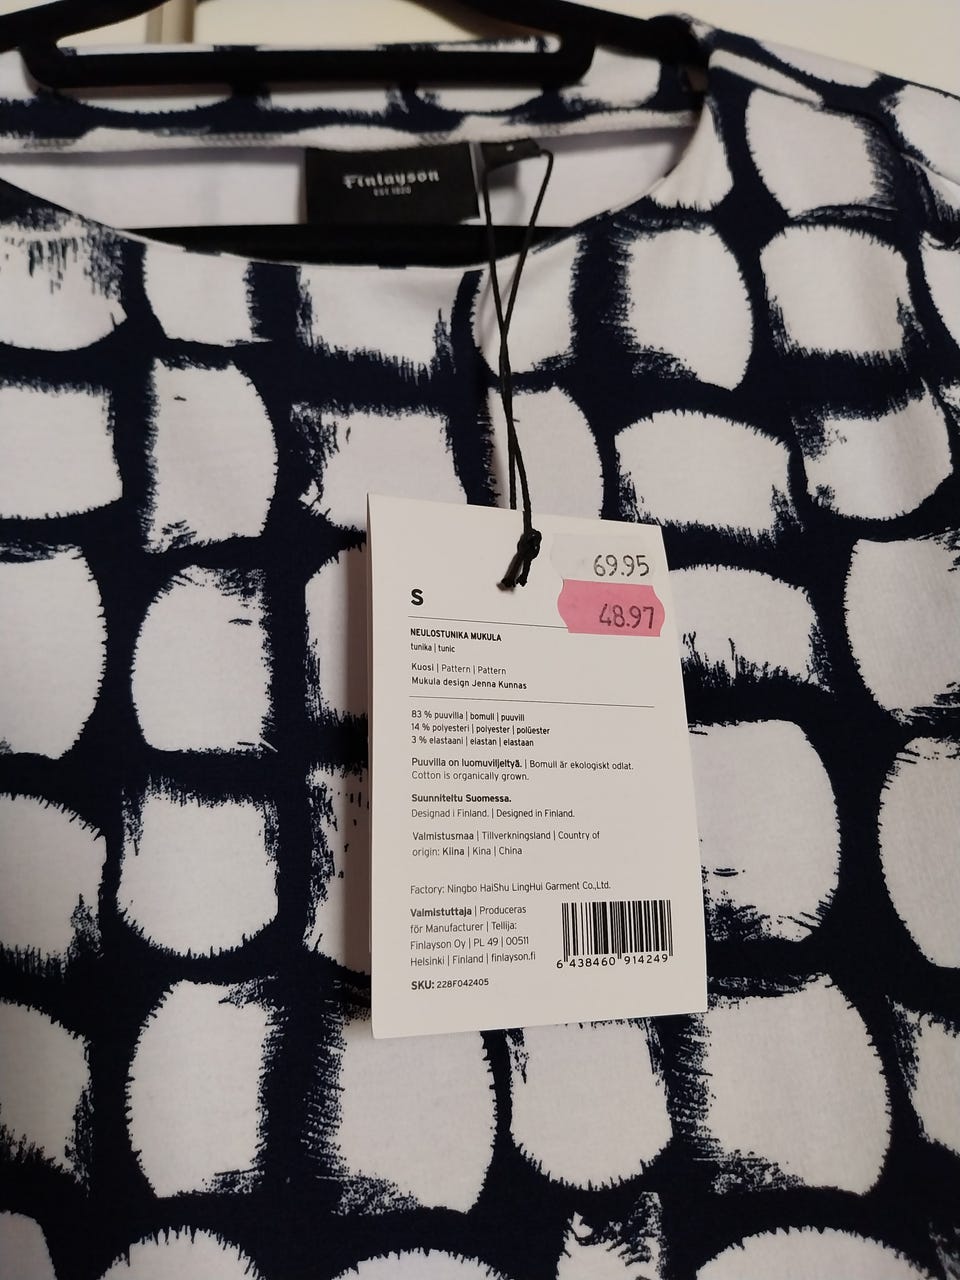 Finlayson
EST. 1820
69.95
48.97
S
NEULOSTUNIKA MUKULA
tunika | tunic
Kuosi | Pattern | Pattern
Mukula design Jenna Kunnas
83 % puuvilla | bomull | puuvill
14 % polyesteri | polyester | polüester
3 % elastaani | elastan | elastaan
Puuvilla on luomuviljeltyä. | Bomull är ekologiskt odlat.
Cotton is organically grown.
Suunniteltu Suomessa.
Designad i Finland. | Designed in Finland.
Valmistusmaa | Tillverkningsland | Country of
origin: Kiina | Kina | China
Factory: Ningbo HaiShu LingHui Garment Co.,Ltd.
Valmistuttaja | Produceras
för Manufacturer | Tellija:
Finlayson Oy | PL 49 | 00511
Helsinki | Finland | finlayson.fi
6 438460 914249
SKU: 228F042405